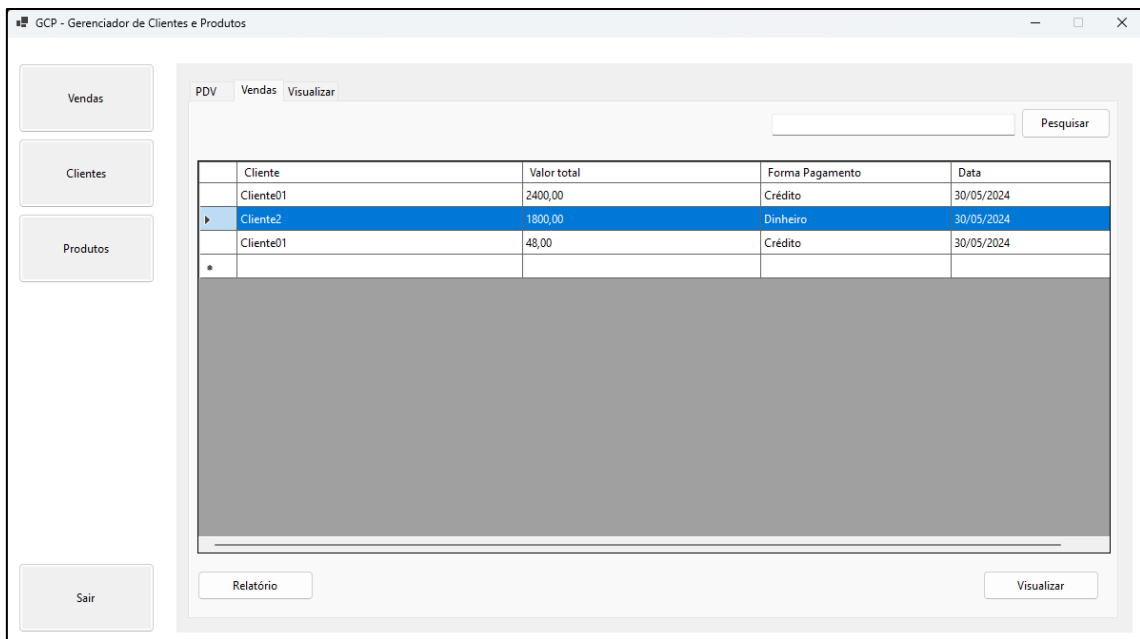 GCP - Gerenciador de Clientes e Produtos
Vendas
Clientes
Produtos
Sair
PDV Vendas Visualizar
Pesquisar
Cliente Valor total Forma Pagamento Data
Cliente01 2400,00 Crédito 30/05/2024
Cliente2 1800,00 Dinheiro 30/05/2024
Cliente01 48,00 Crédito 30/05/2024
Relatório Visualizar